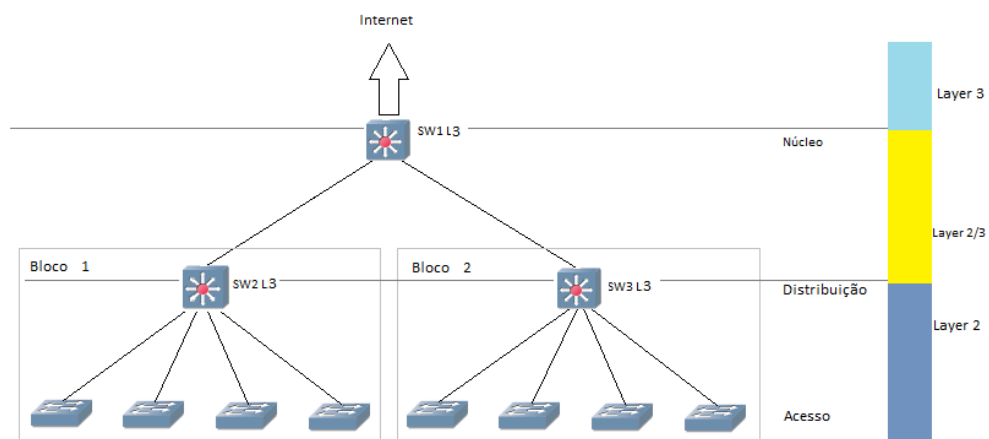 Internet
Layer 3
SW1 L3
Núcleo
Layer 2/3
Bloco 1
Bloco 2
SW2 L3
SW3 L3
Distribuição
Layer 2
Acesso